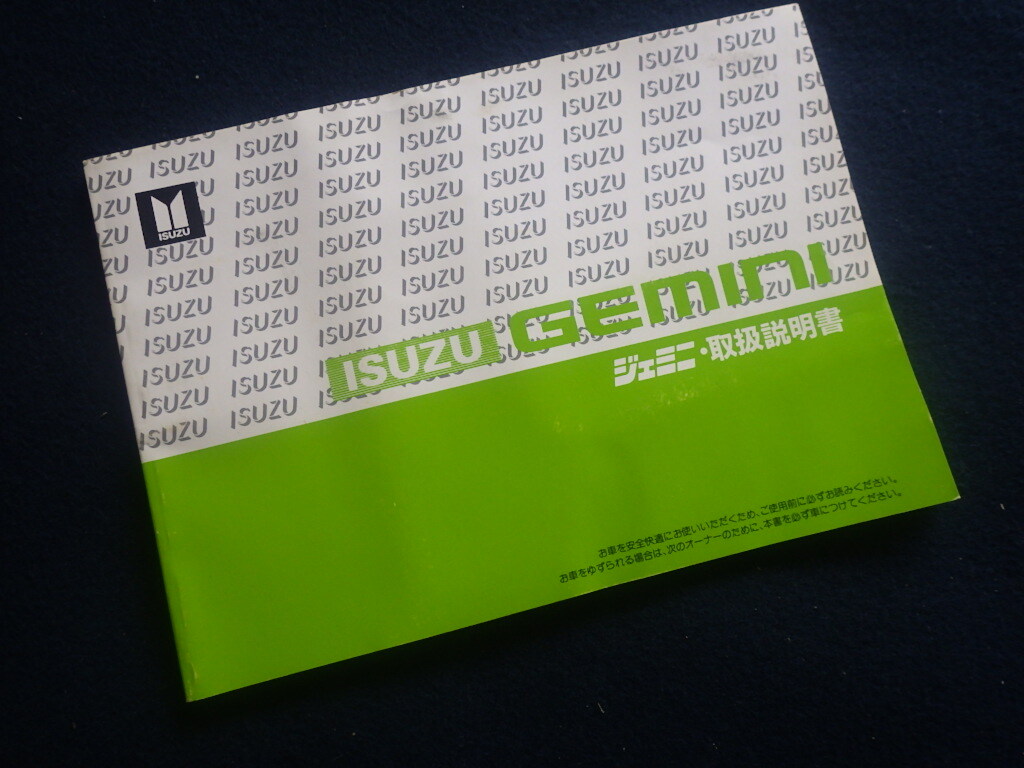 ISUZU
ISUZU GEMINI
ジェミニ・取扱説明書
お車を安全快適にお使いいただくため、ご使用前に必ずお読みください。
お車をゆずられる場合は、次のオーナーのために、本書を必ず車につけてください。